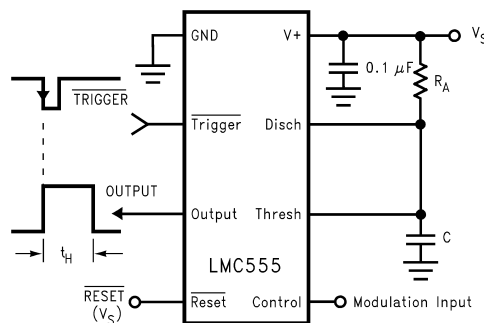 GND
V+
V_S
0.1 μF
R_A
TRIGGER
Trigger
Disch
OUTPUT
Output
Thresh
C
t_H
LMC555
RESET
(V_S)
Reset
Control
Modulation Input